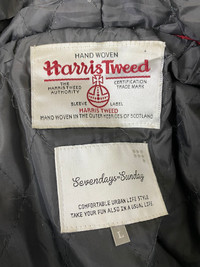 HAND WOVEN
Harris Tweed
THE HARRIS TWEED AUTHORITY
CERTIFICATION TRADE MARK
SLEEVE LABEL
HARRIS TWEED
HAND WOVEN IN THE OUTER HEBRIDES OF SCOTLAND
Sevendays=Sunday
COMFORTABLE URBAN LIFE STYLE
TAKE YOUR FUN ALSO IN A USUAL LIFE.
L